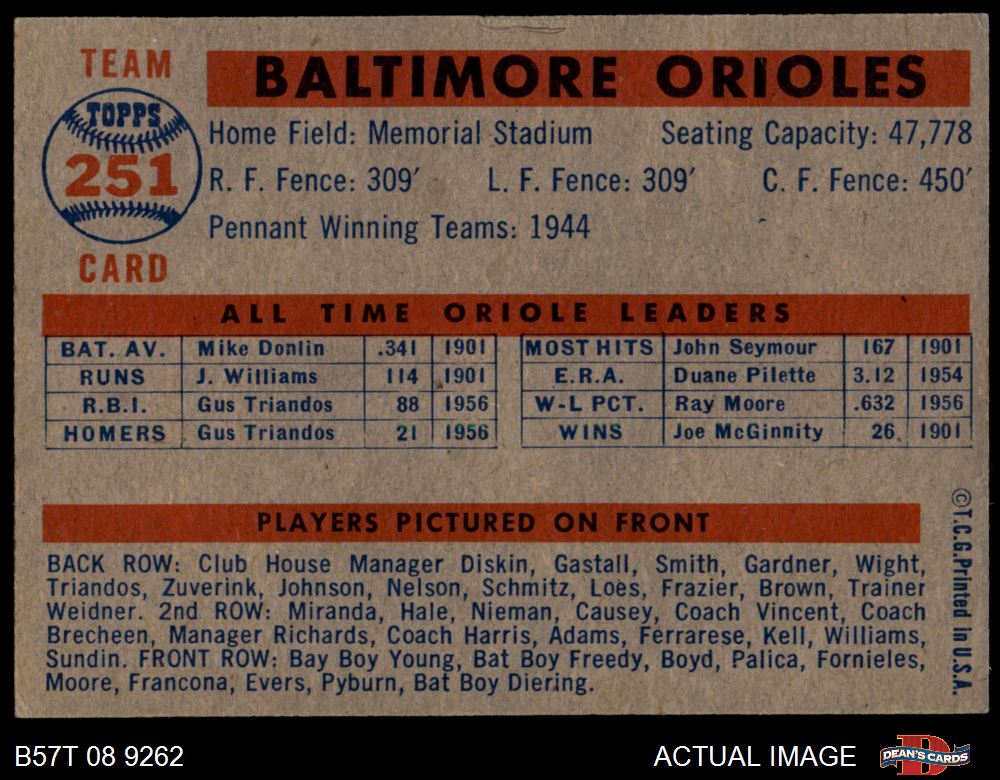 TEAM
TOPPS
251
CARD
BALTIMORE ORIOLES
Home Field: Memorial Stadium Seating Capacity: 47,778
R. F. Fence: 309′ L. F. Fence: 309′ C. F. Fence: 450′
Pennant Winning Teams: 1944
ALL TIME ORIOLE LEADERS
BAT. AV. Mike Donlin .341 1901 MOST HITS John Seymour 167 1901
RUNS J. Williams 114 1901 E.R.A. Duane Pilette 3.12 1954
R.B.I. Gus Triandos 88 1956 W-L PCT. Ray Moore .632 1956
HOMERS Gus Triandos 21 1956 WINS Joe McGinnity 26 1901
PLAYERS PICTURED ON FRONT
BACK ROW: Club House Manager Diskin, Gastall, Smith, Gardner, Wight,
Triandos, Zuverink, Johnson, Nelson, Schmitz, Loes, Frazier, Brown, Trainer
Weidner. 2nd ROW: Miranda, Hale, Nieman, Causey, Coach Vincent, Coach
Brecheen, Manager Richards, Coach Harris, Adams, Ferrarese, Kell, Williams,
Sundin. FRONT ROW: Bay Boy Young, Bat Boy Freedy, Boyd, Palica, Fornieles,
Moore, Francona, Evers, Pyburn, Bat Boy Diering.
©T.C.G. Printed in U.S.A.
B57T 08 9262 ACTUAL IMAGE DEAN'S CARDS